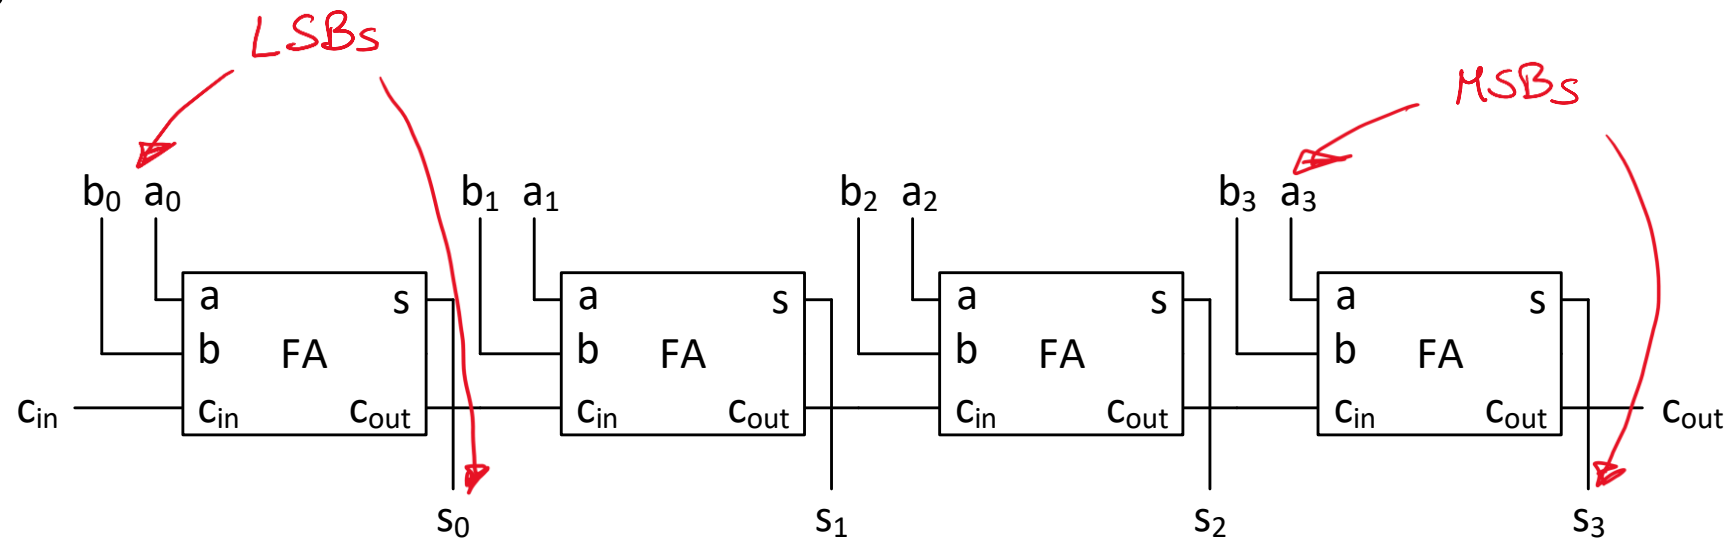 LSBs
MSBs
b0 a0 b1 a1 b2 a2 b3 a3
a s a s a s a s
b FA b FA b FA b FA
cin cin cout cin cout cin cout cin cout cout
s0 s1 s2 s3